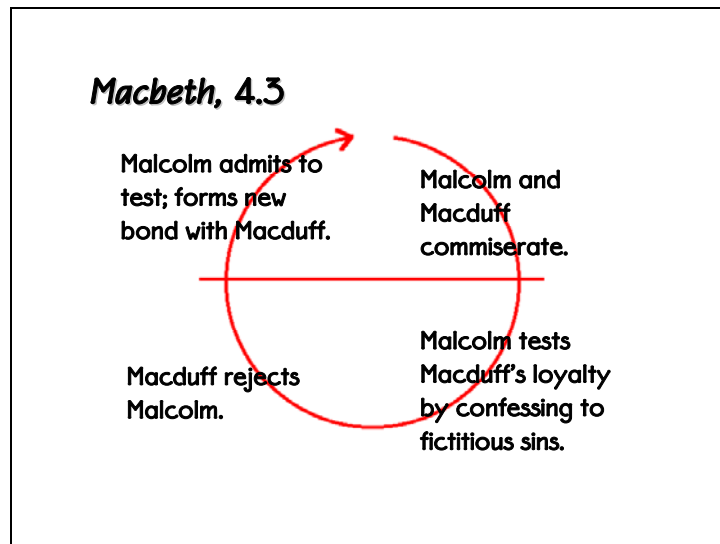 Macbeth, 4.3
Malcolm admits to
test; forms new
bond with Macduff.
Malcolm and
Macduff
commiserate.
Macduff rejects
Malcolm.
Malcolm tests
Macduff's loyalty
by confessing to
fictitious sins.